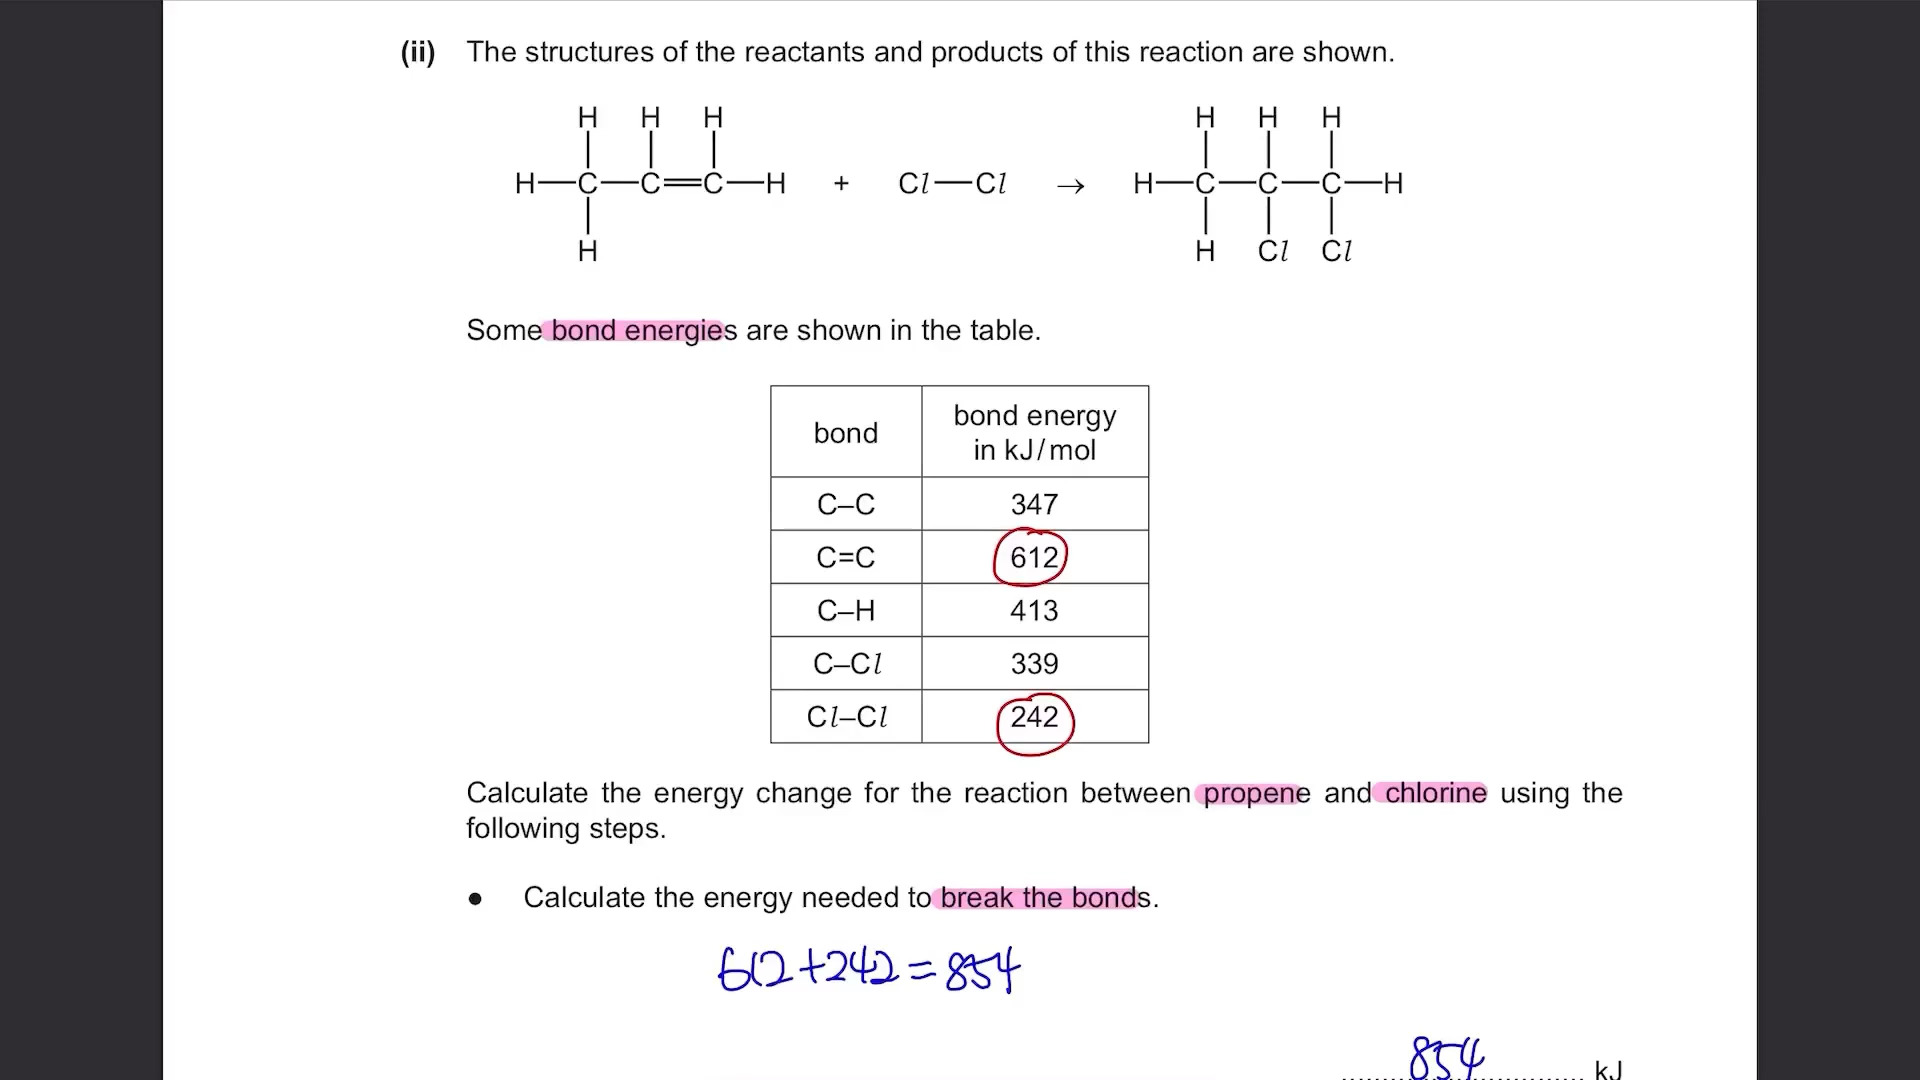 (ii) The structures of the reactants and products of this reaction are shown.
H H H H H H
H—C—C=C—H + Cl—Cl → H—C—C—C—H
H H Cl Cl
Some bond energies are shown in the table.
bond bond energy in kJ/mol
C–C 347
C=C 612
C–H 413
C–Cl 339
Cl–Cl 242
Calculate the energy change for the reaction between propene and chlorine using the
following steps.
● Calculate the energy needed to break the bonds.
612+242=854
854 kJ